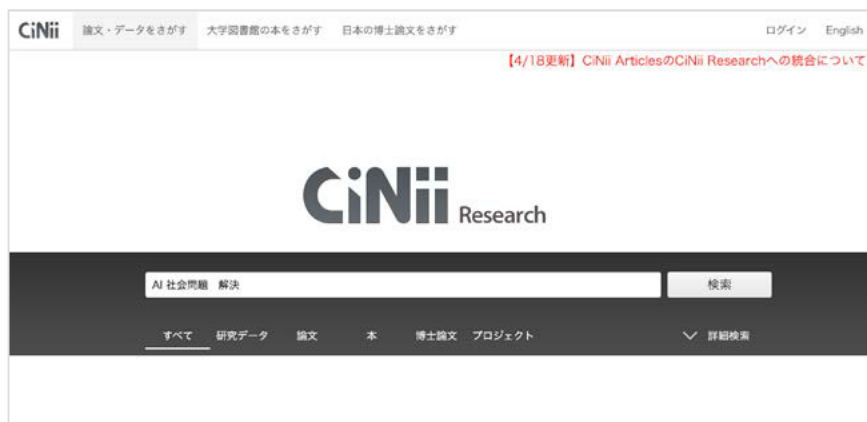 CiNii 論文・データをさがす 大学図書館の本をさがす 日本の博士論文をさがす ログイン English
【4/18更新】CiNii ArticlesのCiNii Researchへの統合について
CiNii Research
AI 社会問題　解決 検索
すべて 研究データ 論文 本 博士論文 プロジェクト 詳細検索